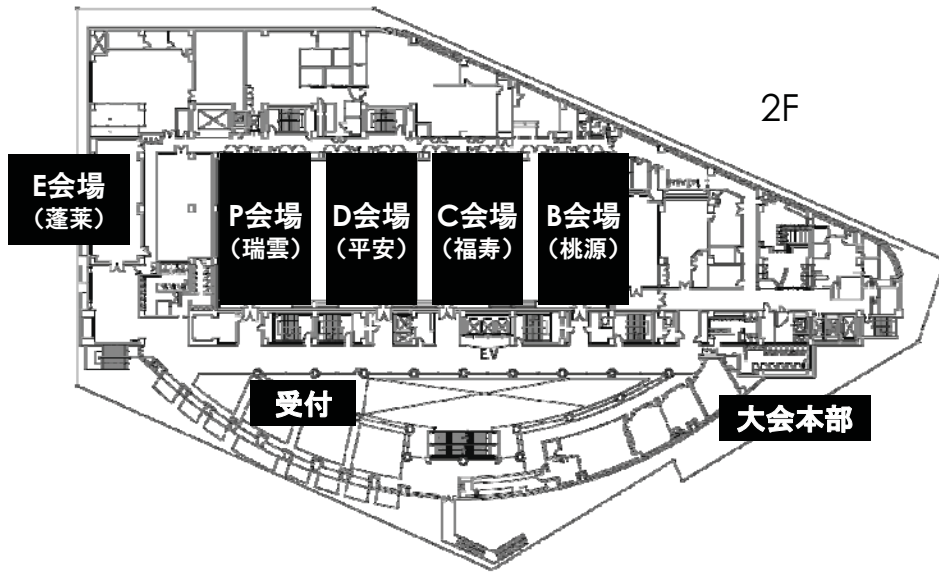 2F
E会場
（蓬莱）
P会場
（瑞雲）
D会場
（平安）
C会場
（福寿）
B会場
（桃源）
EV
受付
大会本部